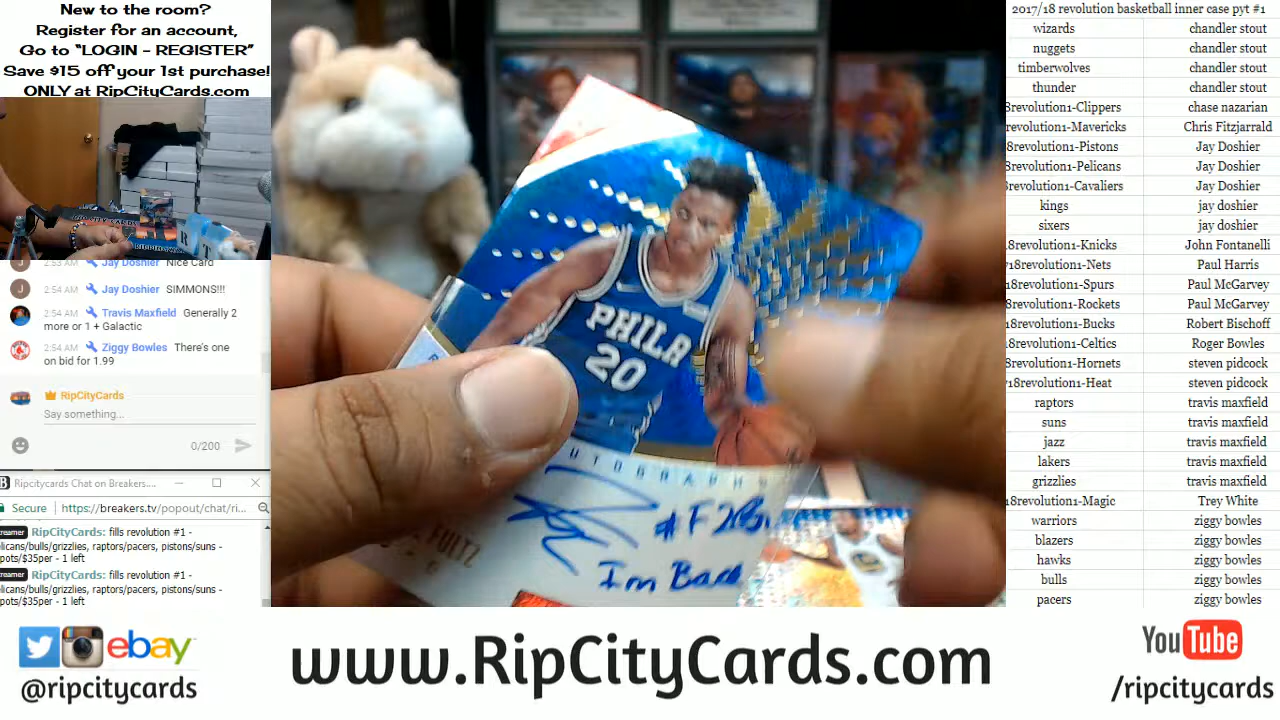 New to the room?
Register for an account,
Go to "LOGIN - REGISTER"
Save $15 off your 1st purchase!
ONLY at RipCityCards.com
2:53 AM Jay Doshier Nice Card
2:54 AM Jay Doshier SIMMONS!!!
2:54 AM Travis Maxfield Generally 2
more or 1 + Galactic
2:54 AM Ziggy Bowles There's one
on bid for 1.99
RipCityCards
Say something...
0/200
Ripcitycards Chat on Breakers....
Secure https://breakers.tv/popout/chat/ri...
RipCityCards: fills revolution #1 -
licans/bulls/grizzlies, raptors/pacers, pistons/suns -
pots/$35per - 1 left
RipCityCards: fills revolution #1 -
licans/bulls/grizzlies, raptors/pacers, pistons/suns -
pots/$35per - 1 left
PHILA
20
UTOGRAPHS
FULTZ
I'm Back
2017/18 revolution basketball inner case pyt #1
wizards chandler stout
nuggets chandler stout
timberwolves chandler stout
thunder chandler stout
8revolution1-Clippers chase nazarian
revolution1-Mavericks Chris Fitzjarrald
8revolution1-Pistons Jay Doshier
8revolution1-Pelicans Jay Doshier
8revolution1-Cavaliers Jay Doshier
kings jay doshier
sixers jay doshier
18revolution1-Knicks John Fontanelli
/18revolution1-Nets Paul Harris
18revolution1-Spurs Paul McGarvey
8revolution1-Rockets Paul McGarvey
18revolution1-Bucks Robert Bischoff
8revolution1-Celtics Roger Bowles
8revolution1-Hornets steven pidcock
/18revolution1-Heat steven pidcock
raptors travis maxfield
suns travis maxfield
jazz travis maxfield
lakers travis maxfield
grizzlies travis maxfield
18revolution1-Magic Trey White
warriors ziggy bowles
blazers ziggy bowles
hawks ziggy bowles
bulls ziggy bowles
pacers ziggy bowles
ebay
@ripcitycards
www.RipCityCards.com
YouTube
/ripcitycards